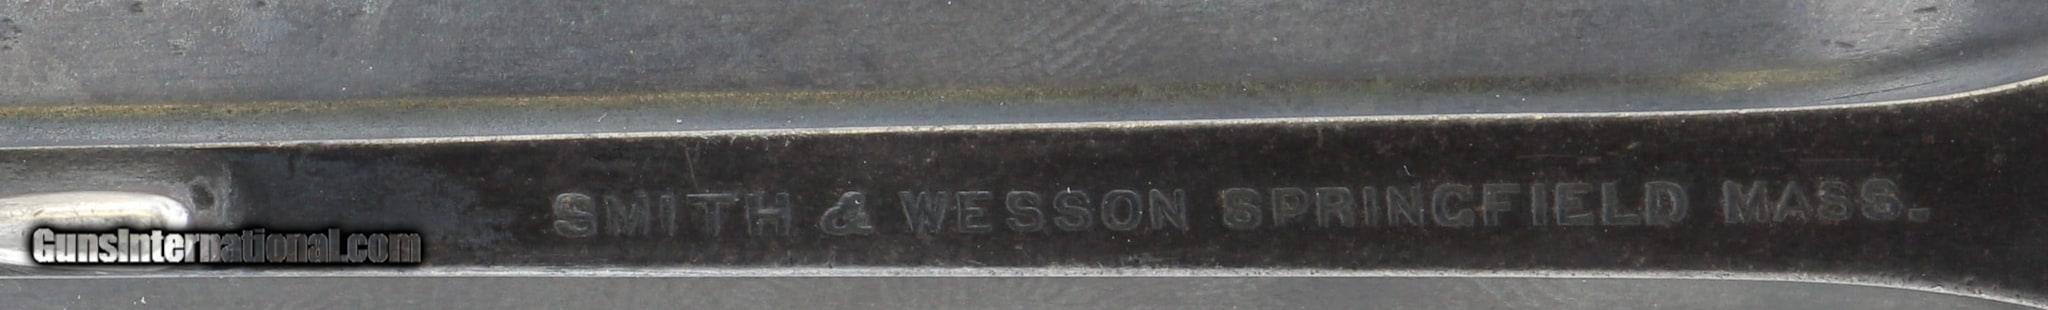 SMITH & WESSON SPRINGFIELD MASS.
GunsInternational.com